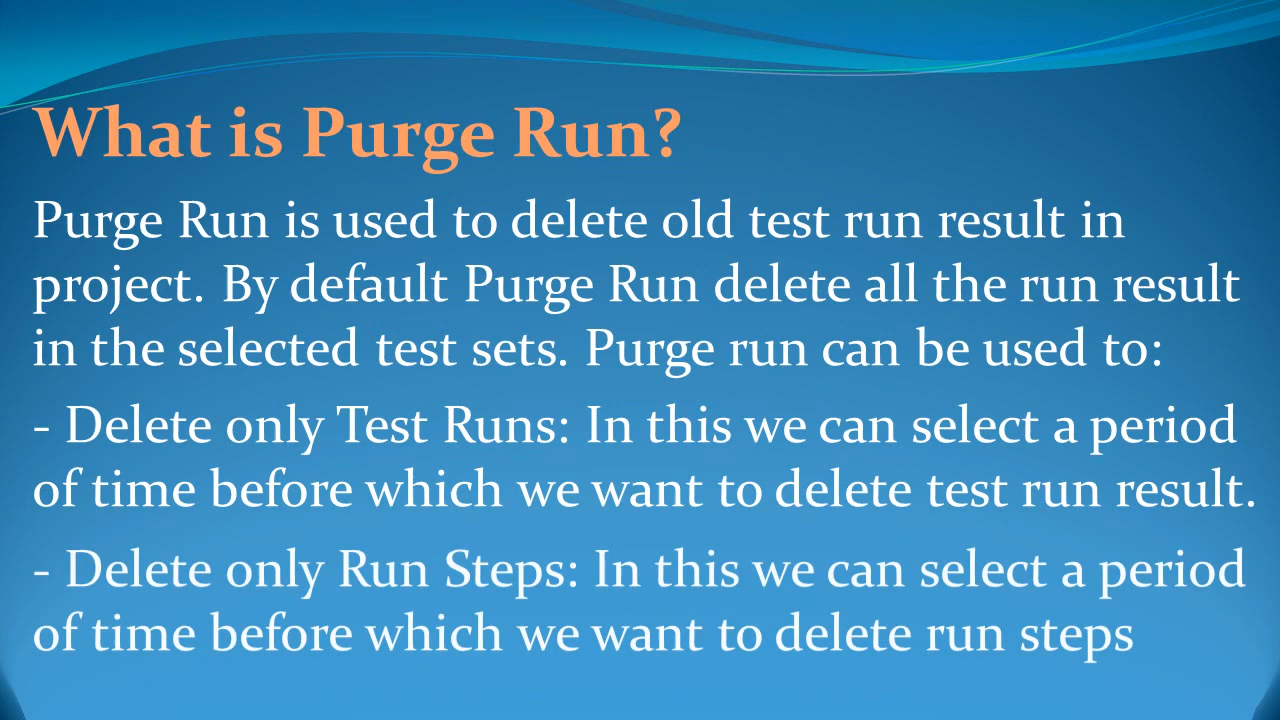 What is Purge Run?
Purge Run is used to delete old test run result in
project. By default Purge Run delete all the run result
in the selected test sets. Purge run can be used to:
- Delete only Test Runs: In this we can select a period
of time before which we want to delete test run result.
- Delete only Run Steps: In this we can select a period
of time before which we want to delete run steps